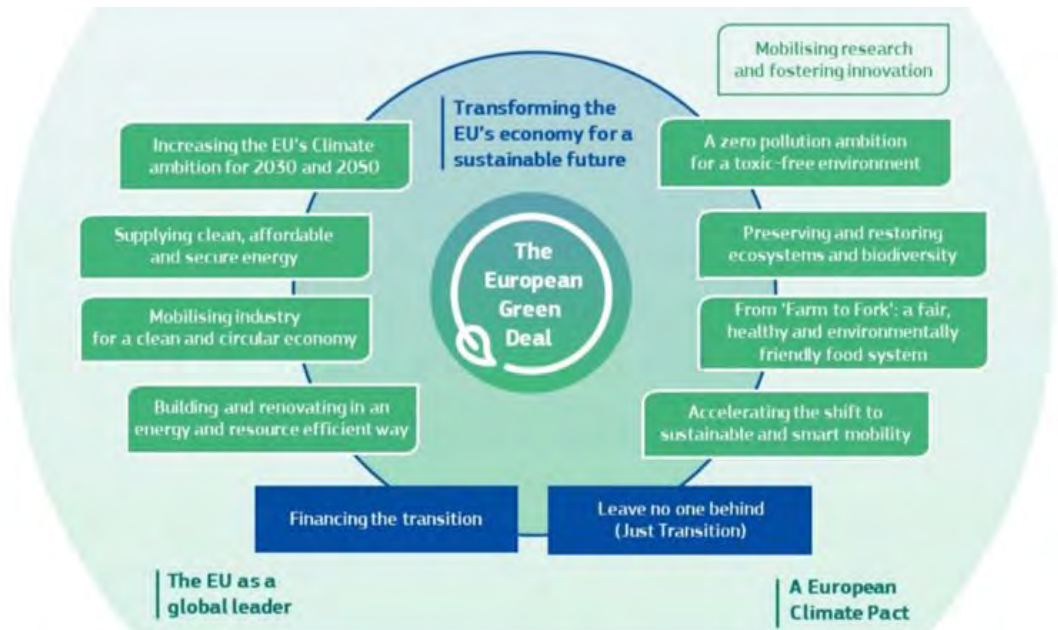 Mobilising research
and fostering innovation
Transforming the
EU's economy for a
sustainable future
Increasing the EU's Climate
ambition for 2030 and 2050
A zero pollution ambition
for a toxic-free environment
Supplying clean, affordable
and secure energy
The
European
Green
Deal
Preserving and restoring
ecosystems and biodiversity
Mobilising industry
for a clean and circular economy
From 'Farm to Fork': a fair,
healthy and environmentally
friendly food system
Building and renovating in an
energy and resource efficient way
Accelerating the shift to
sustainable and smart mobility
Financing the transition
Leave no one behind
(Just Transition)
The EU as a
global leader
A European
Climate Pact